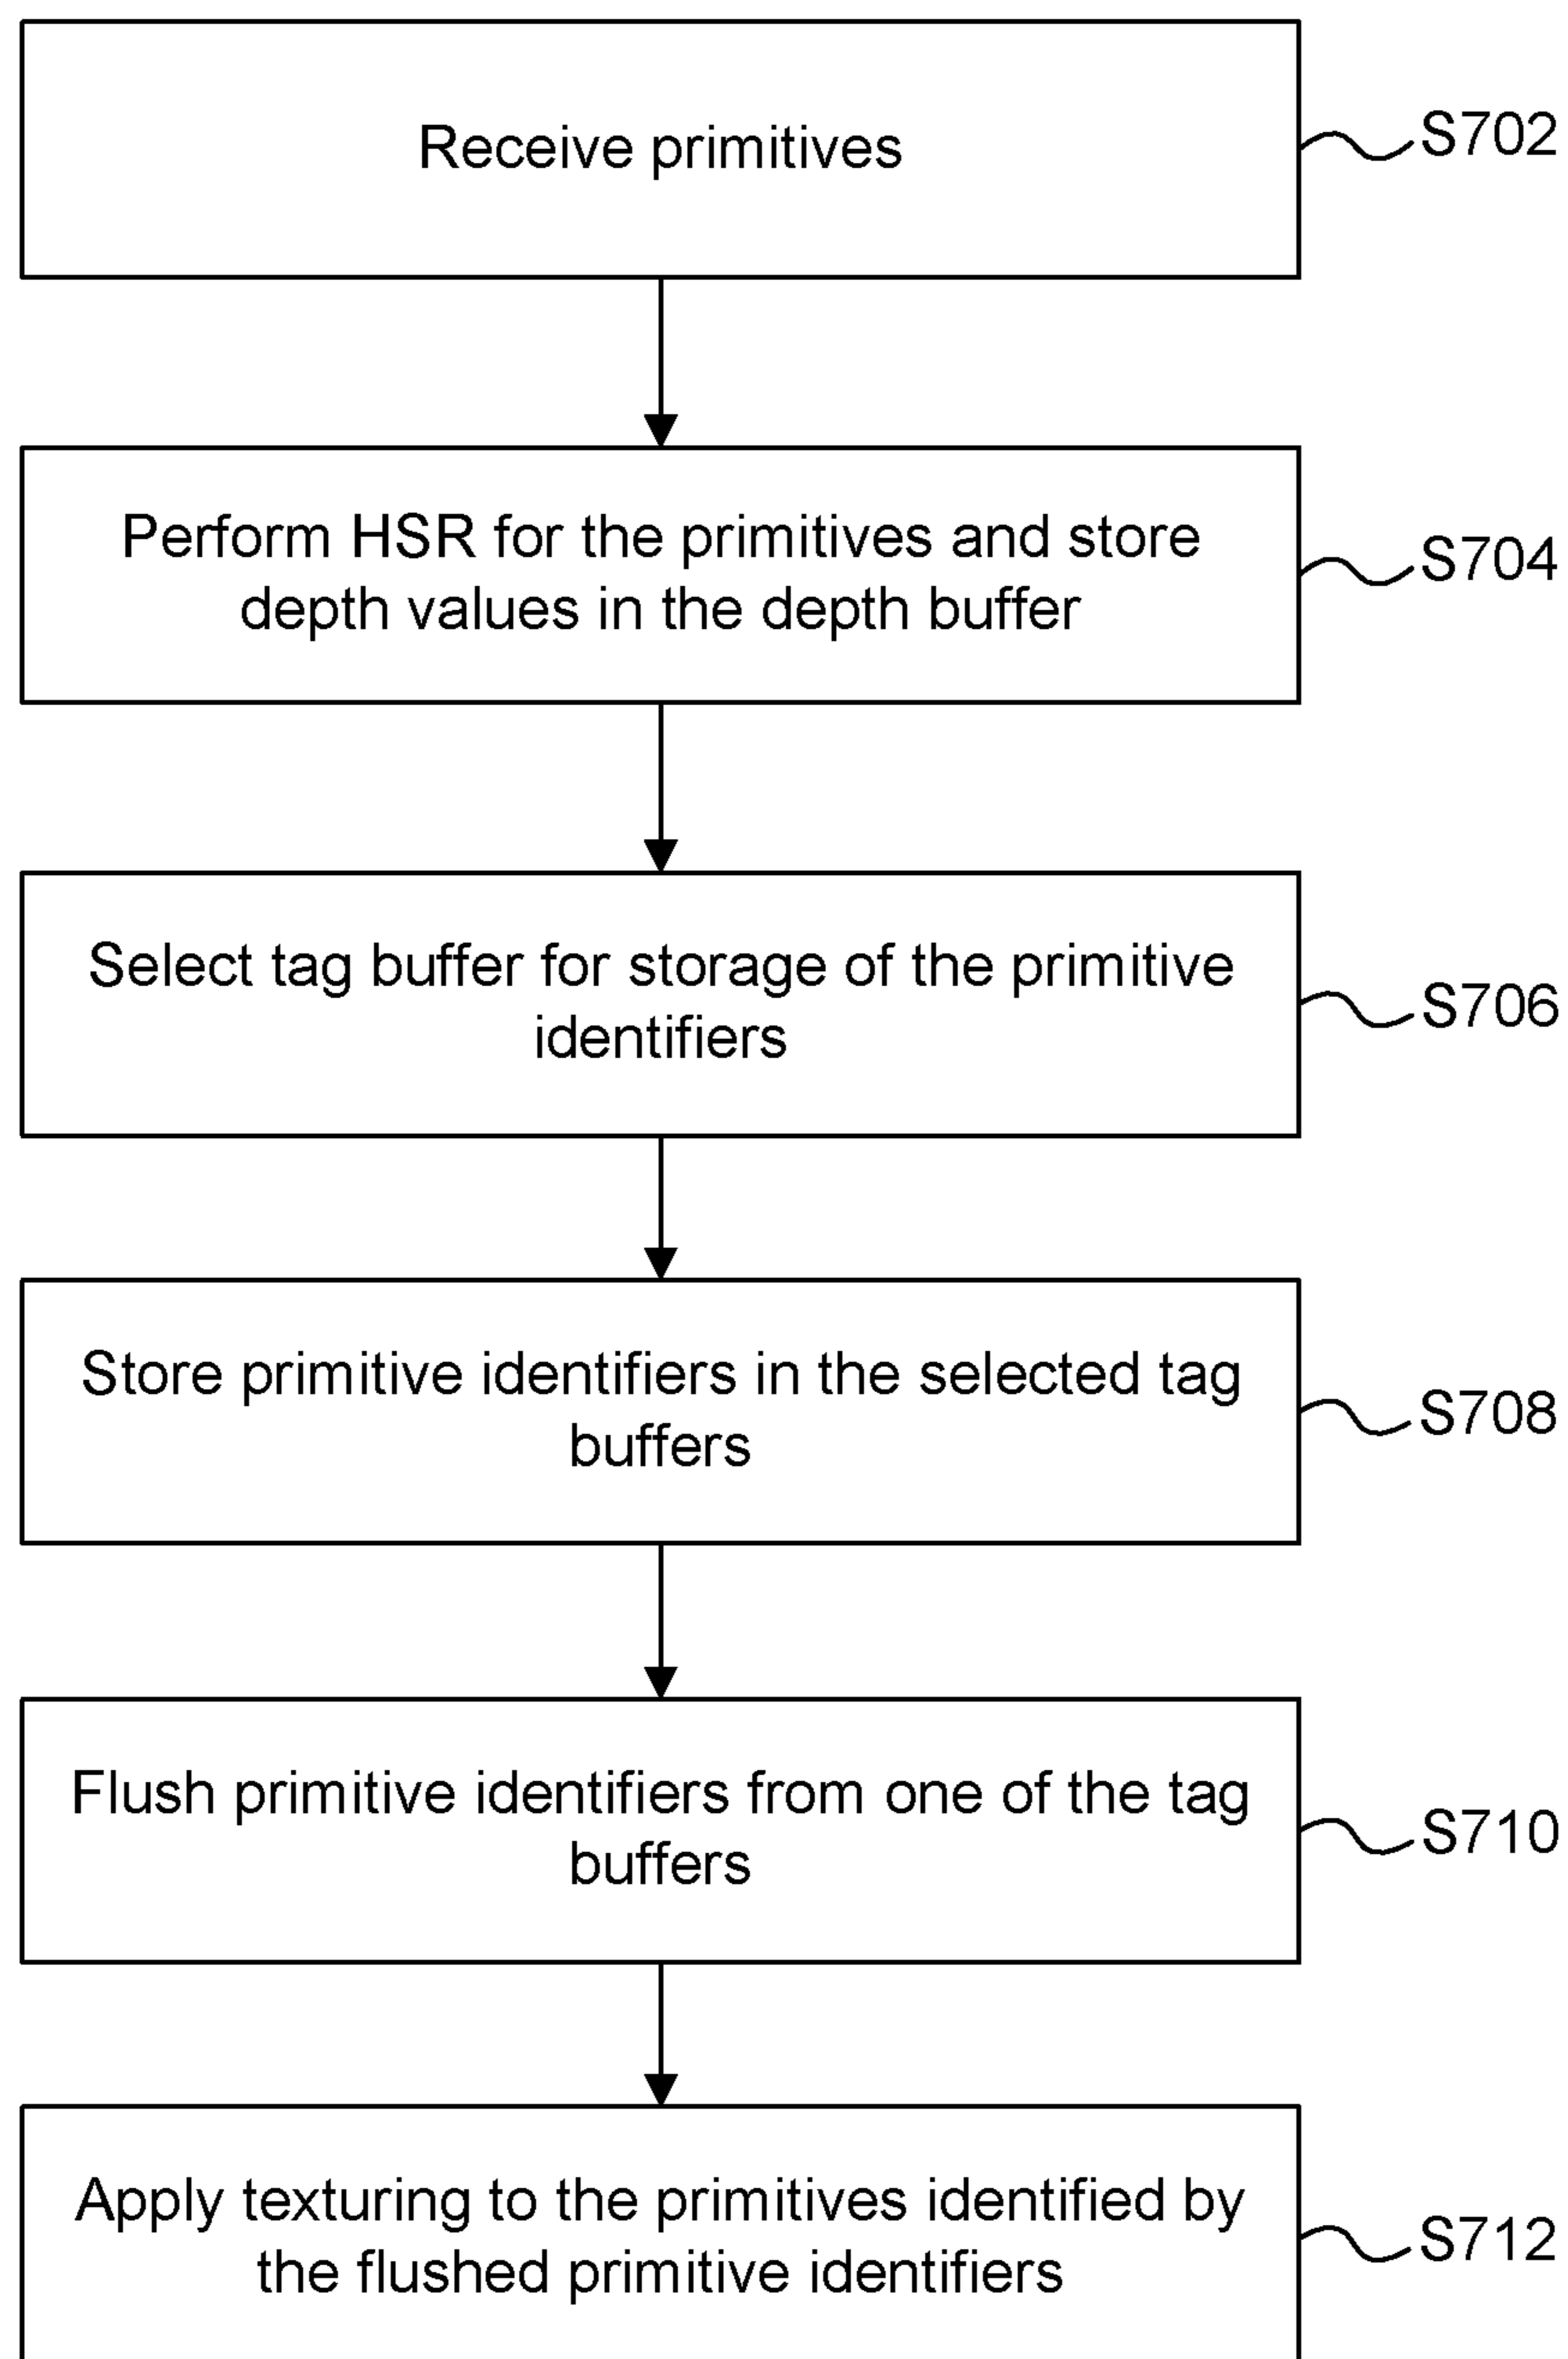 Receive primitives
S702
Perform HSR for the primitives and store
depth values in the depth buffer
S704
Select tag buffer for storage of the primitive
identifiers
S706
Store primitive identifiers in the selected tag
buffers
S708
Flush primitive identifiers from one of the tag
buffers
S710
Apply texturing to the primitives identified by
the flushed primitive identifiers
S712